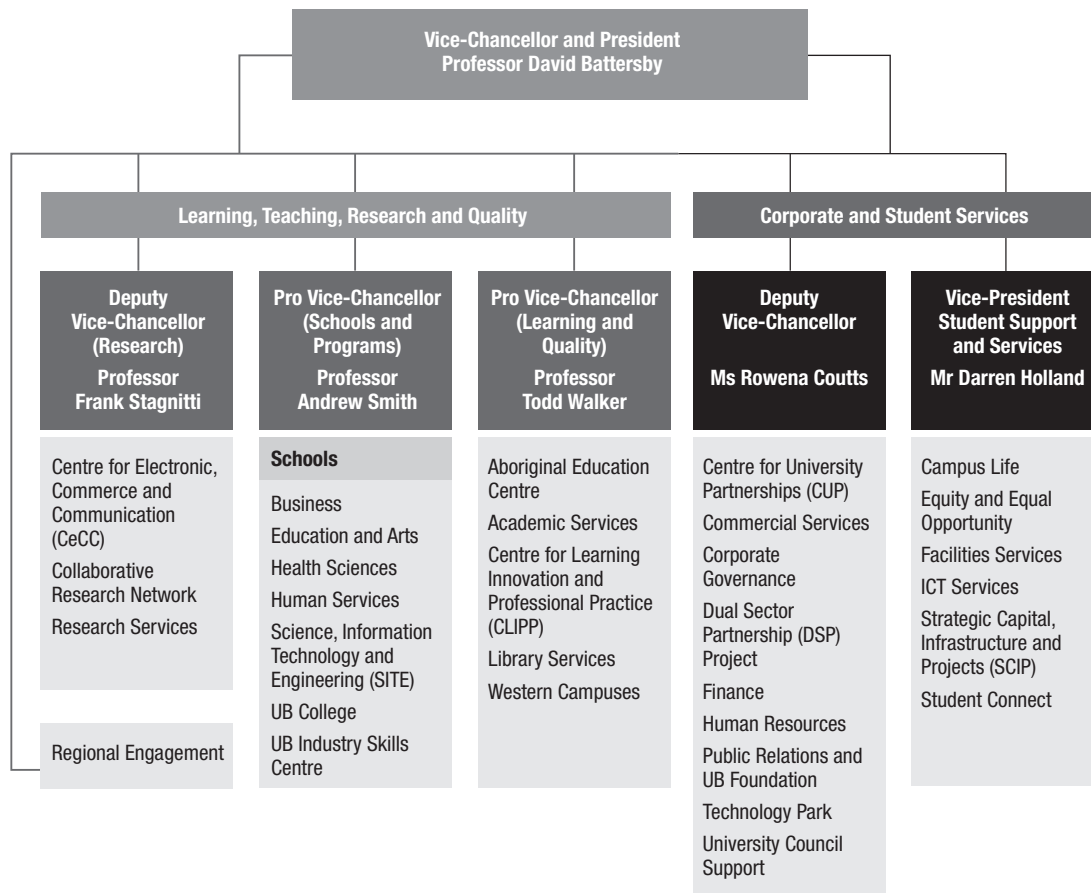 Vice-Chancellor and President
Professor David Battersby
Learning, Teaching, Research and Quality
Corporate and Student Services
Deputy
Vice-Chancellor
(Research)
Professor
Frank Stagnitti
Pro Vice-Chancellor
(Schools and
Programs)
Professor
Andrew Smith
Pro Vice-Chancellor
(Learning and
Quality)
Professor
Todd Walker
Deputy
Vice-Chancellor
Ms Rowena Coutts
Vice-President
Student Support
and Services
Mr Darren Holland
Centre for Electronic,
Commerce and
Communication
(CeCC)
Collaborative
Research Network
Research Services
Regional Engagement
Schools
Business
Education and Arts
Health Sciences
Human Services
Science, Information
Technology and
Engineering (SITE)
UB College
UB Industry Skills
Centre
Aboriginal Education
Centre
Academic Services
Centre for Learning
Innovation and
Professional Practice
(CLIPP)
Library Services
Western Campuses
Centre for University
Partnerships (CUP)
Commercial Services
Corporate
Governance
Dual Sector
Partnership (DSP)
Project
Finance
Human Resources
Public Relations and
UB Foundation
Technology Park
University Council
Support
Campus Life
Equity and Equal
Opportunity
Facilities Services
ICT Services
Strategic Capital,
Infrastructure and
Projects (SCIP)
Student Connect